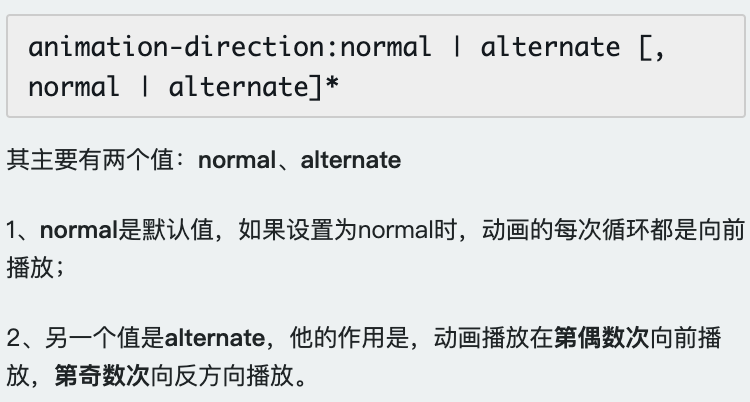 animation-direction:normal | alternate [,
normal | alternate]*
其主要有两个值：normal、alternate
1、normal是默认值，如果设置为normal时，动画的每次循环都是向前
播放；
2、另一个值是alternate，他的作用是，动画播放在第偶数次向前播
放，第奇数次向反方向播放。